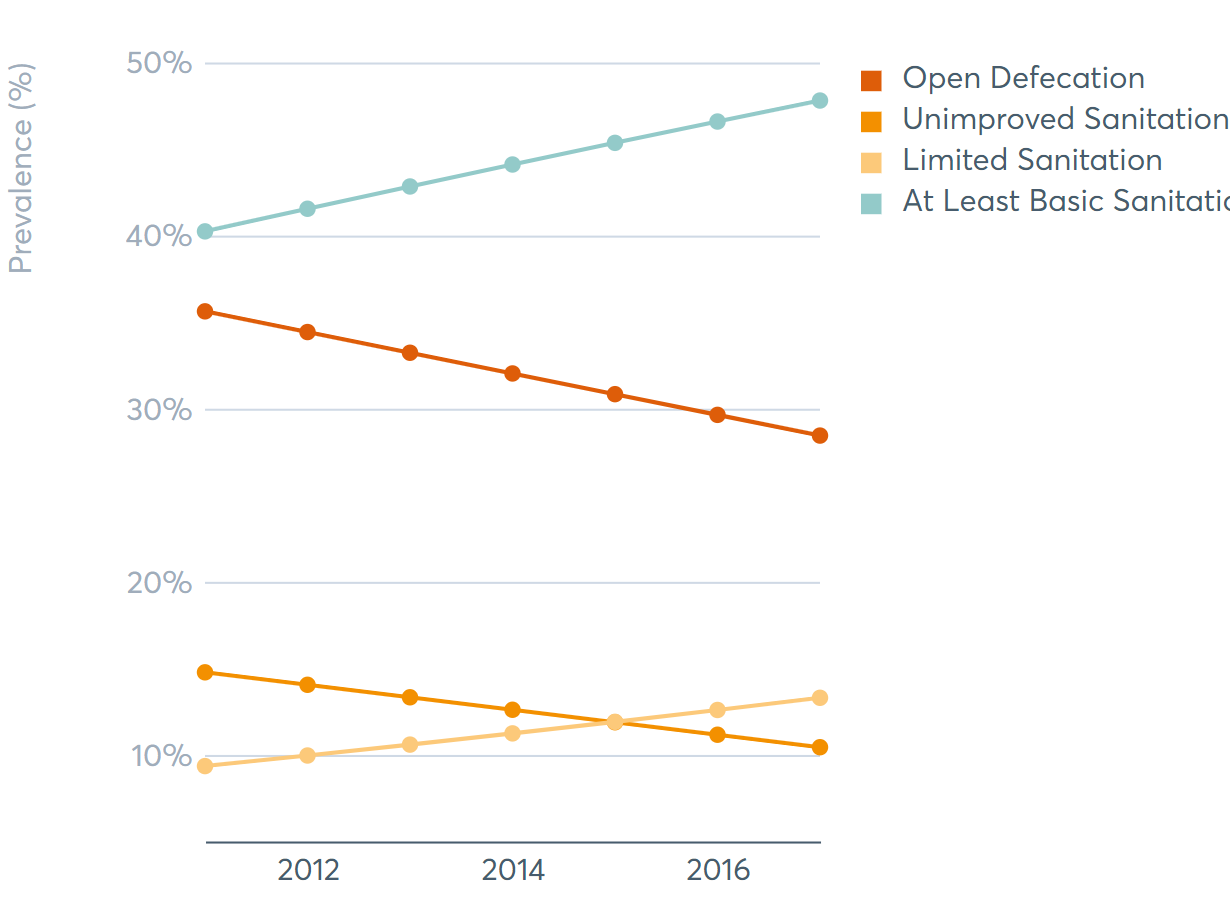 Prevalence (%)
50%
40%
30%
20%
10%
2012
2014
2016
Open Defecation
Unimproved Sanitation
Limited Sanitation
At Least Basic Sanitatio